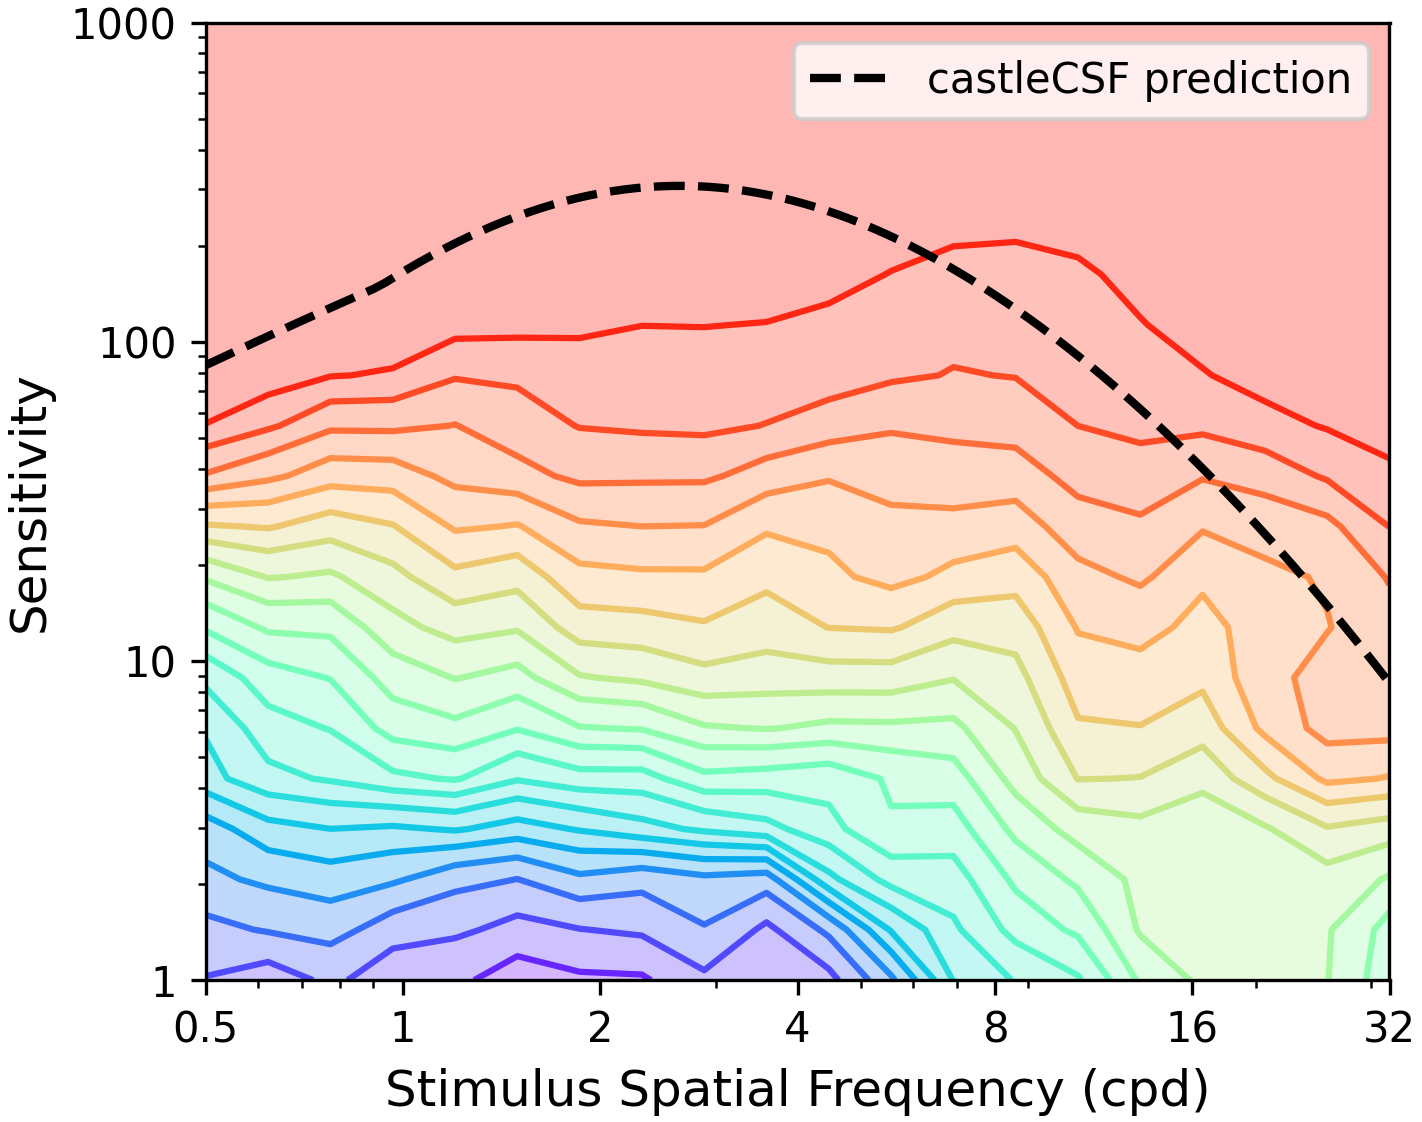 1000
castleCSF prediction
100
10
1
Sensitivity
0.5 1 2 4 8 16 32
Stimulus Spatial Frequency (cpd)